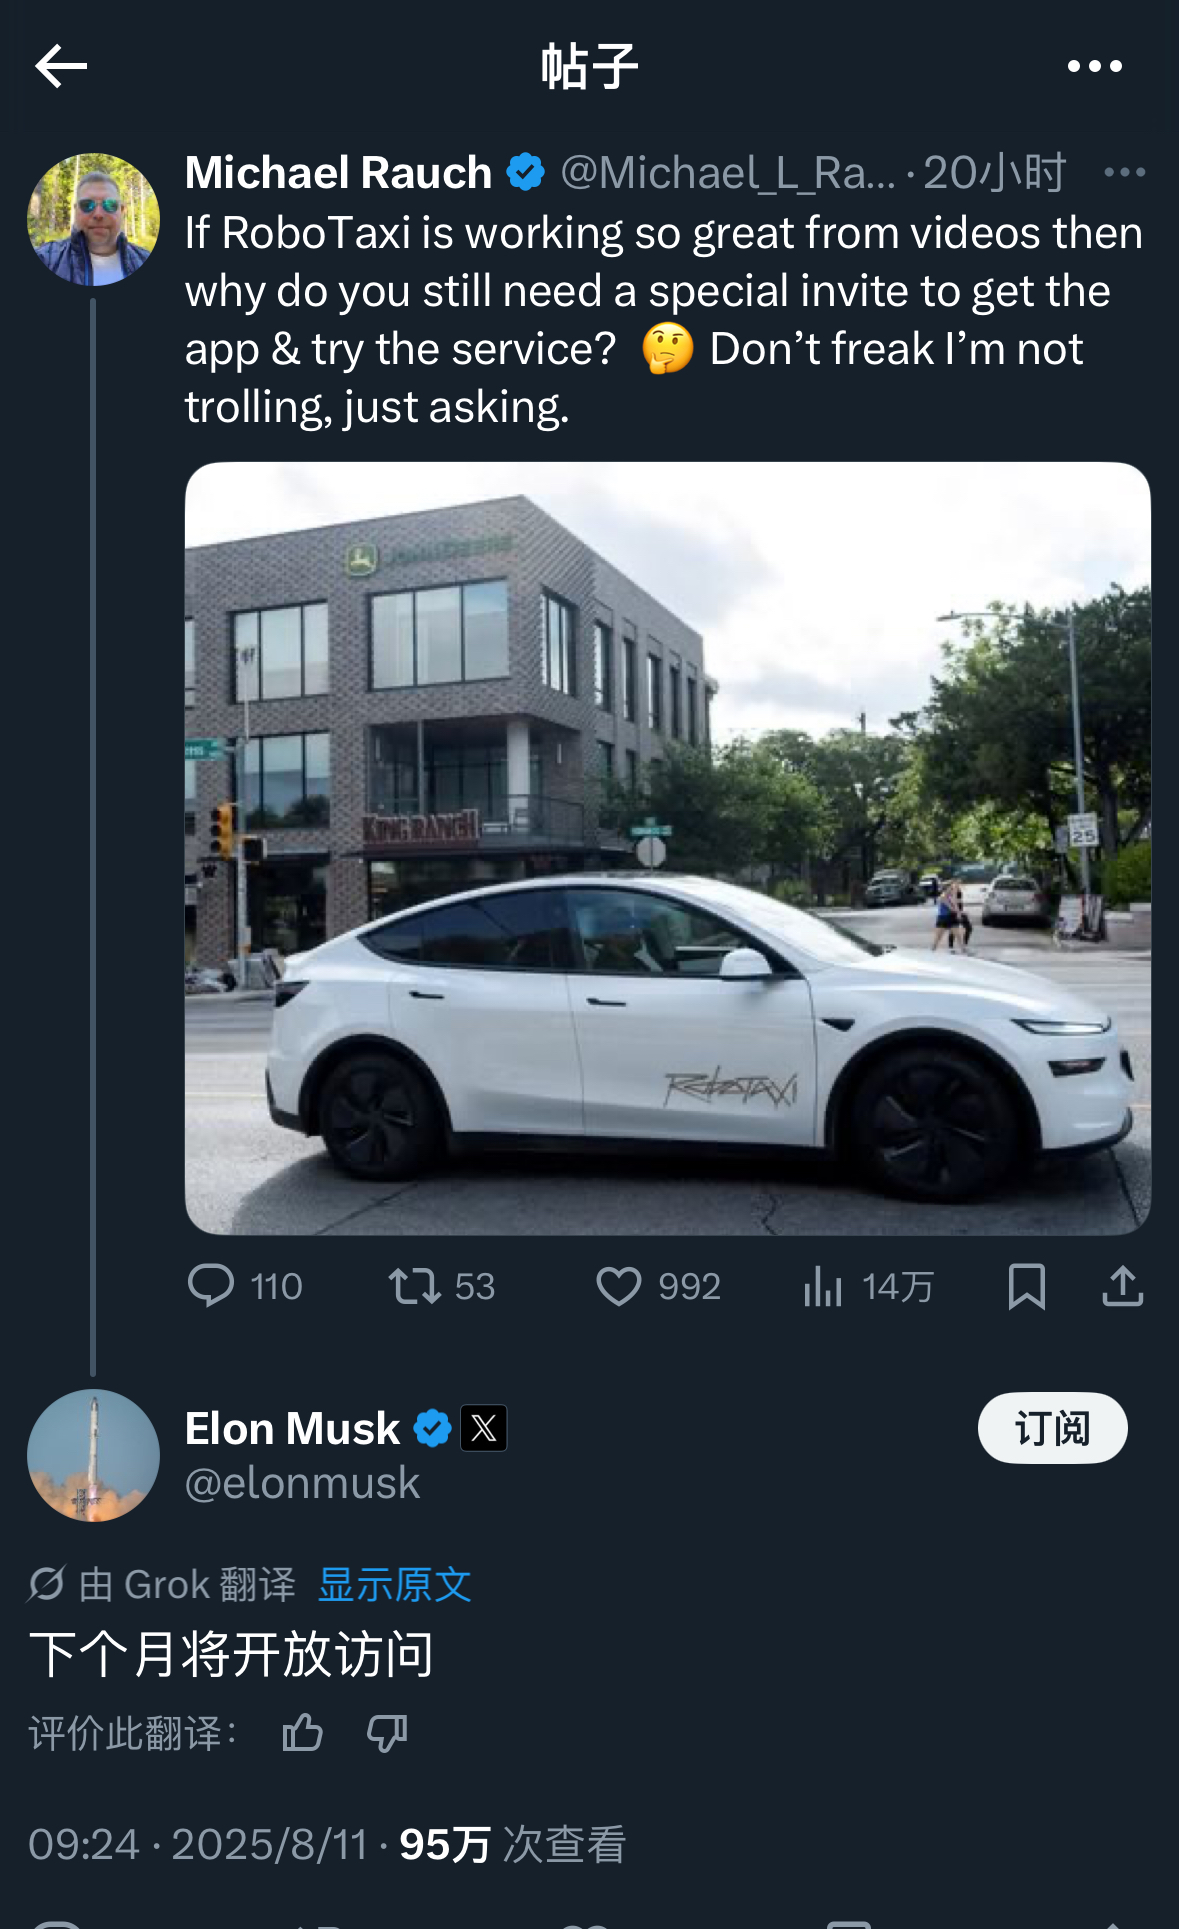 帖子
Michael Rauch @Michael_L_Ra... · 20小时
If RoboTaxi is working so great from videos then
why do you still need a special invite to get the
app & try the service? 🤔 Don’t freak I’m not
trolling, just asking.
JOHN DEERE
KING RANCH
25
ROBOTAXI
110 53 992 14万
Elon Musk
订阅
@elonmusk
由 Grok 翻译 显示原文
下个月将开放访问
评价此翻译：
09:24 · 2025/8/11 · 95万 次查看